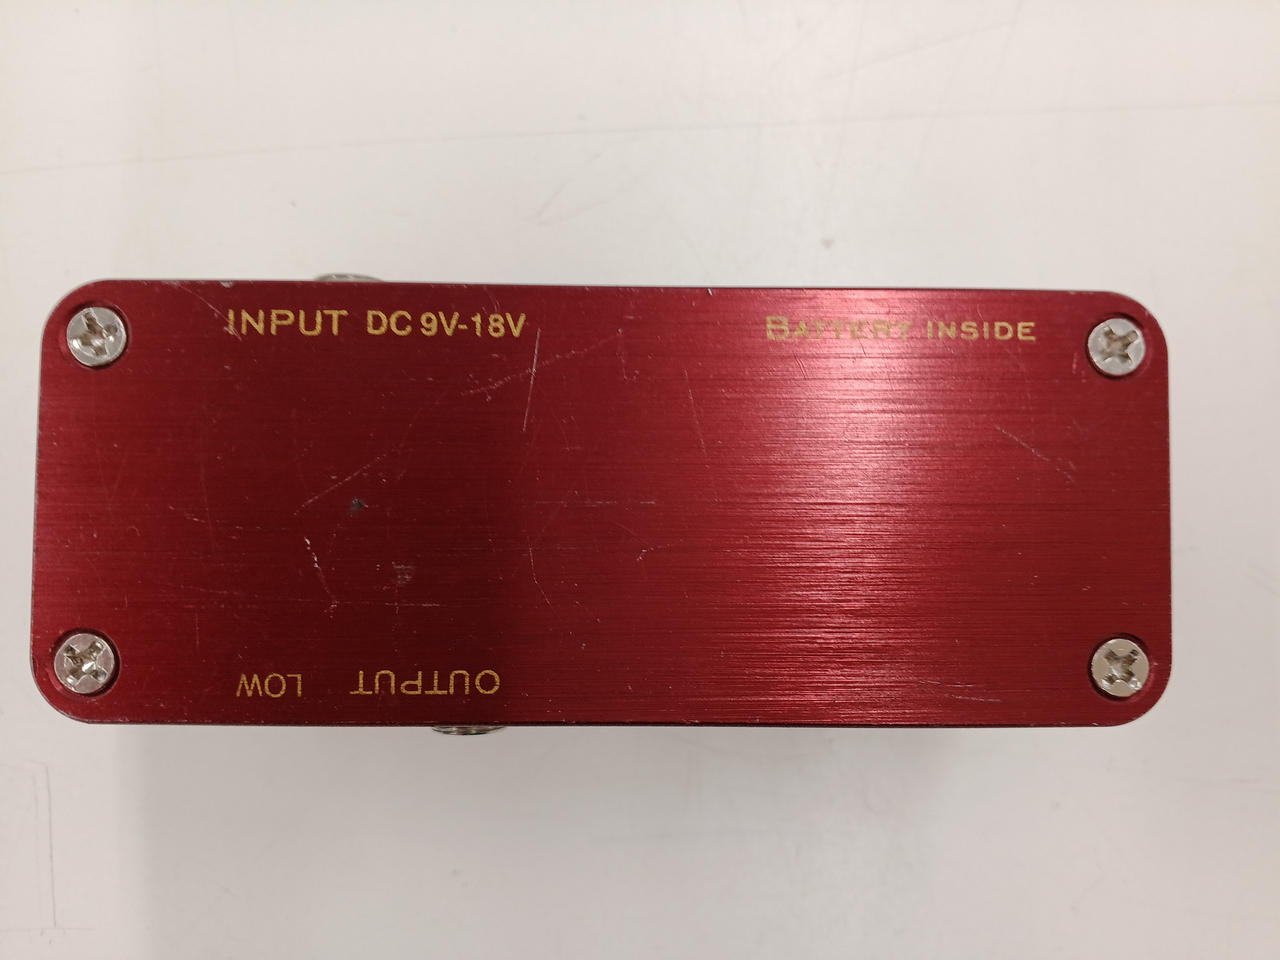 INPUT DC 9V-18V
BATTERY INSIDE
OUTPUT LOW